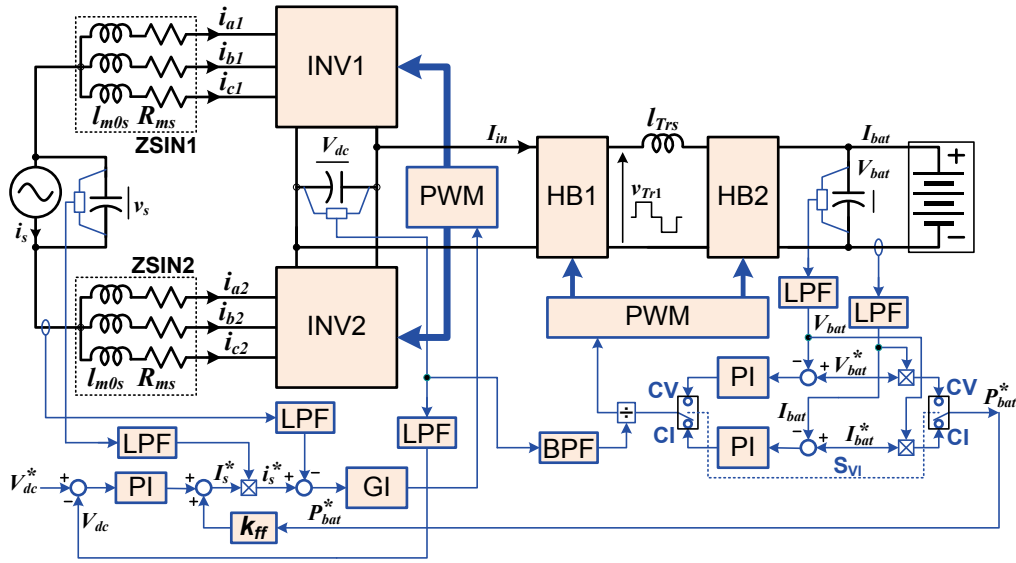 i_a1
i_b1
i_c1
l_m0s R_ms
ZSIN1
INV1
V_dc
PWM
I_in
HB1
l_Trs
v_Tr1
HB2
I_bat
V_bat
+
−
v_s
i_s
ZSIN2
i_a2
i_b2
i_c2
l_m0s R_ms
INV2
PWM
LPF
LPF
V_bat
CV
PI
− + V_bat^*
CV
P_bat^*
I_bat
÷
CI
PI
− + I_bat^*
CI
S_VI
LPF
LPF
LPF
BPF
V_dc^* + −
PI
+ +
I_s^*
i_s^* + −
GI
V_dc
k_ff
P_bat^*